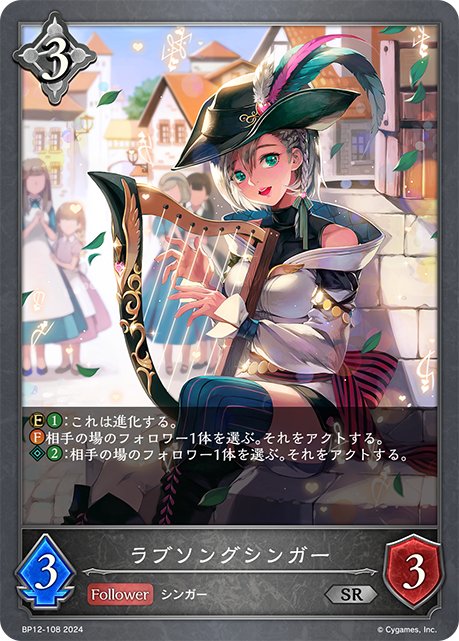 3
E 1:これは進化する。
F 相手の場のフォロワー1体を選ぶ。それをアクトする。
2:相手の場のフォロワー1体を選ぶ。それをアクトする。
ラブソングシンガー
3
Follower シンガー
SR
3
BP12-108 2024
© Cygames, Inc.